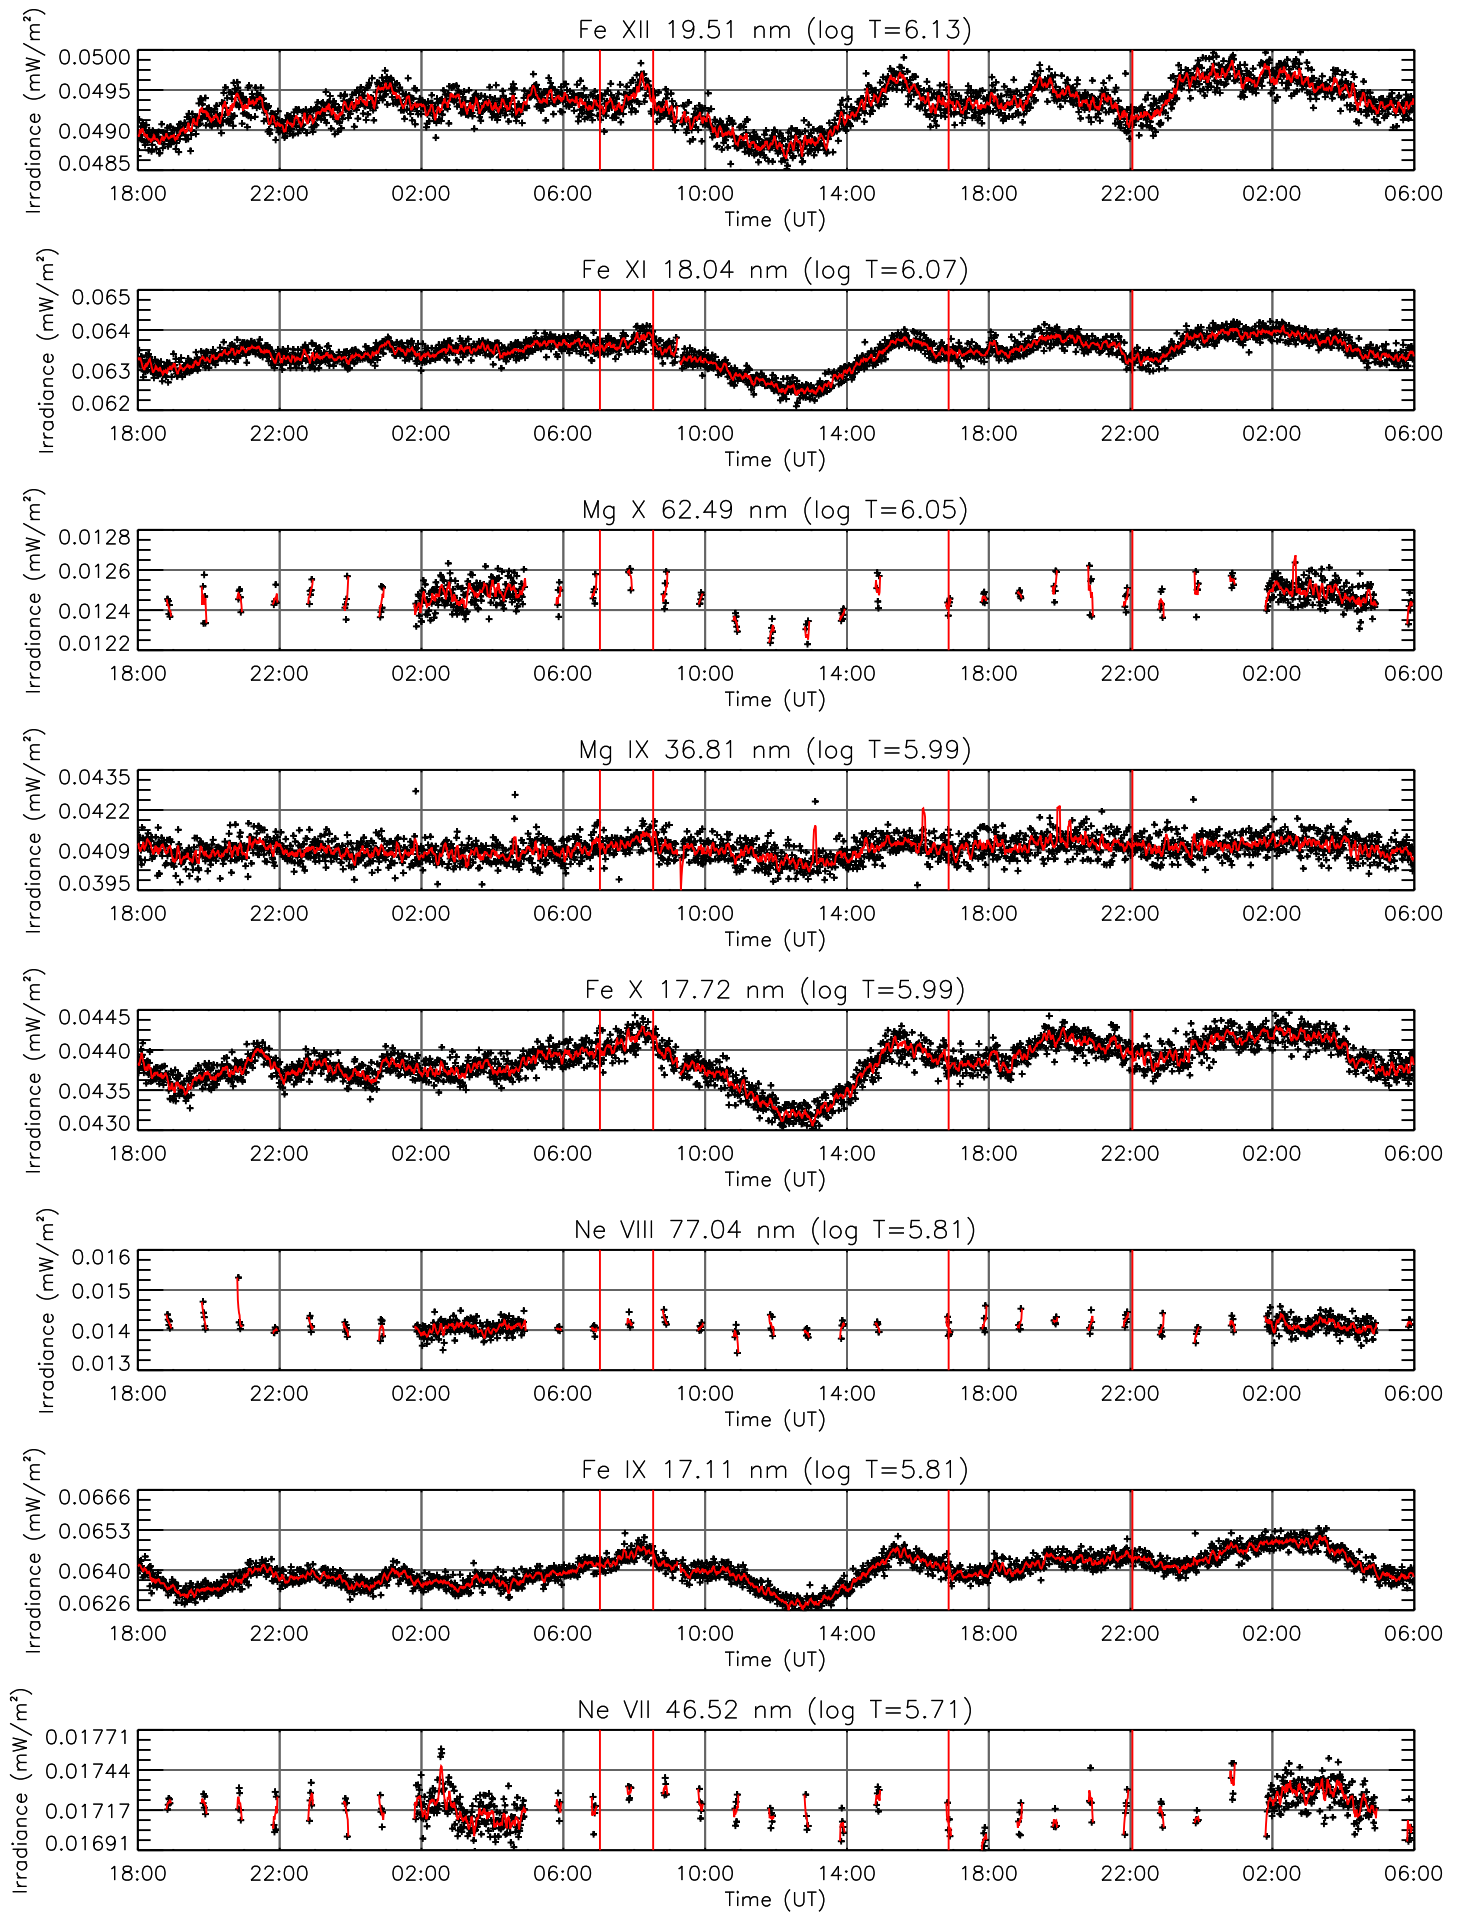 Fe XII 19.51 nm (log T=6.13)
Irradiance (mW/m²)
0.0500
0.0495
0.0490
0.0485
18:00 22:00 02:00 06:00 10:00 14:00 18:00 22:00 02:00 06:00
Time (UT)
Fe XI 18.04 nm (log T=6.07)
Irradiance (mW/m²)
0.065
0.064
0.063
0.062
18:00 22:00 02:00 06:00 10:00 14:00 18:00 22:00 02:00 06:00
Time (UT)
Mg X 62.49 nm (log T=6.05)
Irradiance (mW/m²)
0.0128
0.0126
0.0124
0.0122
18:00 22:00 02:00 06:00 10:00 14:00 18:00 22:00 02:00 06:00
Time (UT)
Mg IX 36.81 nm (log T=5.99)
Irradiance (mW/m²)
0.0435
0.0422
0.0409
0.0395
18:00 22:00 02:00 06:00 10:00 14:00 18:00 22:00 02:00 06:00
Time (UT)
Fe X 17.72 nm (log T=5.99)
Irradiance (mW/m²)
0.0445
0.0440
0.0435
0.0430
18:00 22:00 02:00 06:00 10:00 14:00 18:00 22:00 02:00 06:00
Time (UT)
Ne VIII 77.04 nm (log T=5.81)
Irradiance (mW/m²)
0.016
0.015
0.014
0.013
18:00 22:00 02:00 06:00 10:00 14:00 18:00 22:00 02:00 06:00
Time (UT)
Fe IX 17.11 nm (log T=5.81)
Irradiance (mW/m²)
0.0666
0.0653
0.0640
0.0626
18:00 22:00 02:00 06:00 10:00 14:00 18:00 22:00 02:00 06:00
Time (UT)
Ne VII 46.52 nm (log T=5.71)
Irradiance (mW/m²)
0.01771
0.01744
0.01717
0.01691
18:00 22:00 02:00 06:00 10:00 14:00 18:00 22:00 02:00 06:00
Time (UT)